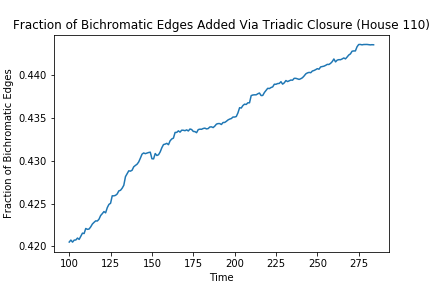 Fraction of Bichromatic Edges Added Via Triadic Closure (House 110)
Fraction of Bichromatic Edges
0.440
0.435
0.430
0.425
0.420
100 125 150 175 200 225 250 275
Time